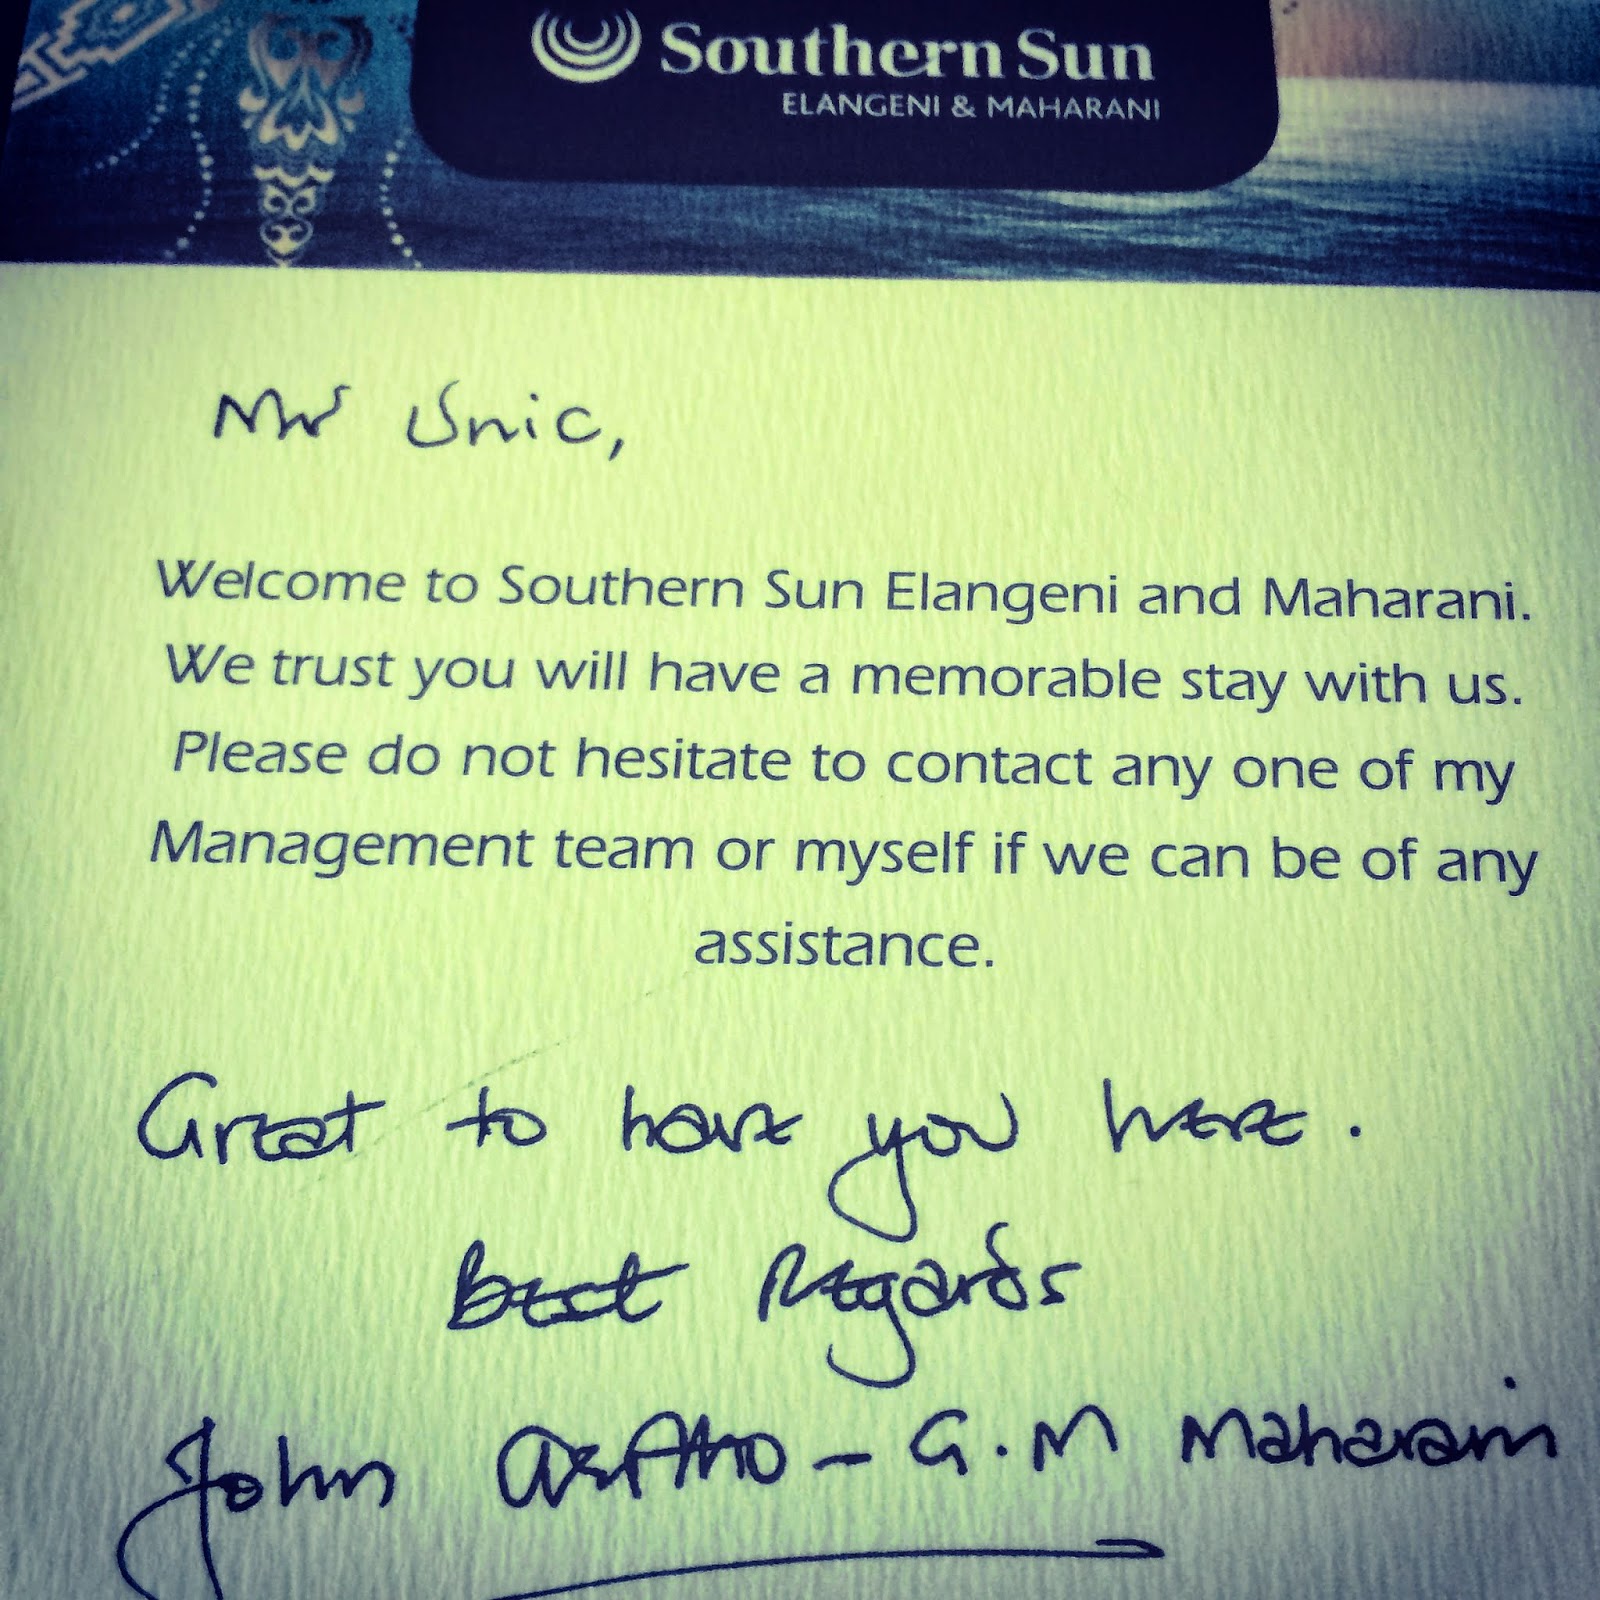 Southern Sun
ELANGENI & MAHARANI
Mr Unic,
Welcome to Southern Sun Elangeni and Maharani.
We trust you will have a memorable stay with us.
Please do not hesitate to contact any one of my
Management team or myself if we can be of any
assistance.
Great to have you here.
Best Regards
John - G.M Maharani